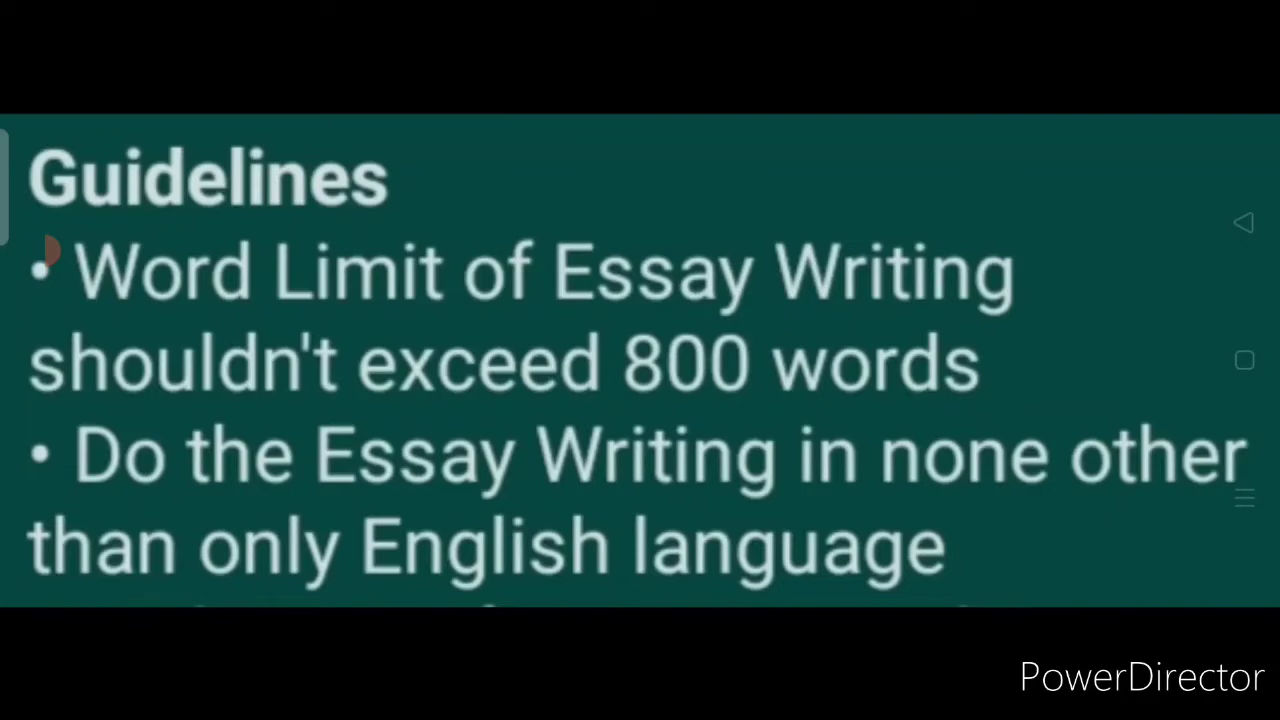 Guidelines
• Word Limit of Essay Writing
shouldn't exceed 800 words
• Do the Essay Writing in none other
than only English language
PowerDirector